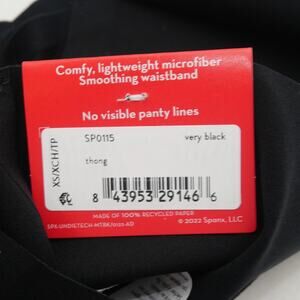 Comfy, lightweight microfiber
Smoothing waistband
No visible panty lines
XS/XCH/TP
SP0115 very black
thong
8 43953 29146 6
MADE OF 100% RECYCLED PAPER
SPX-UNDIETECH-MTBK/0122-AD © 2022 Spanx, LLC